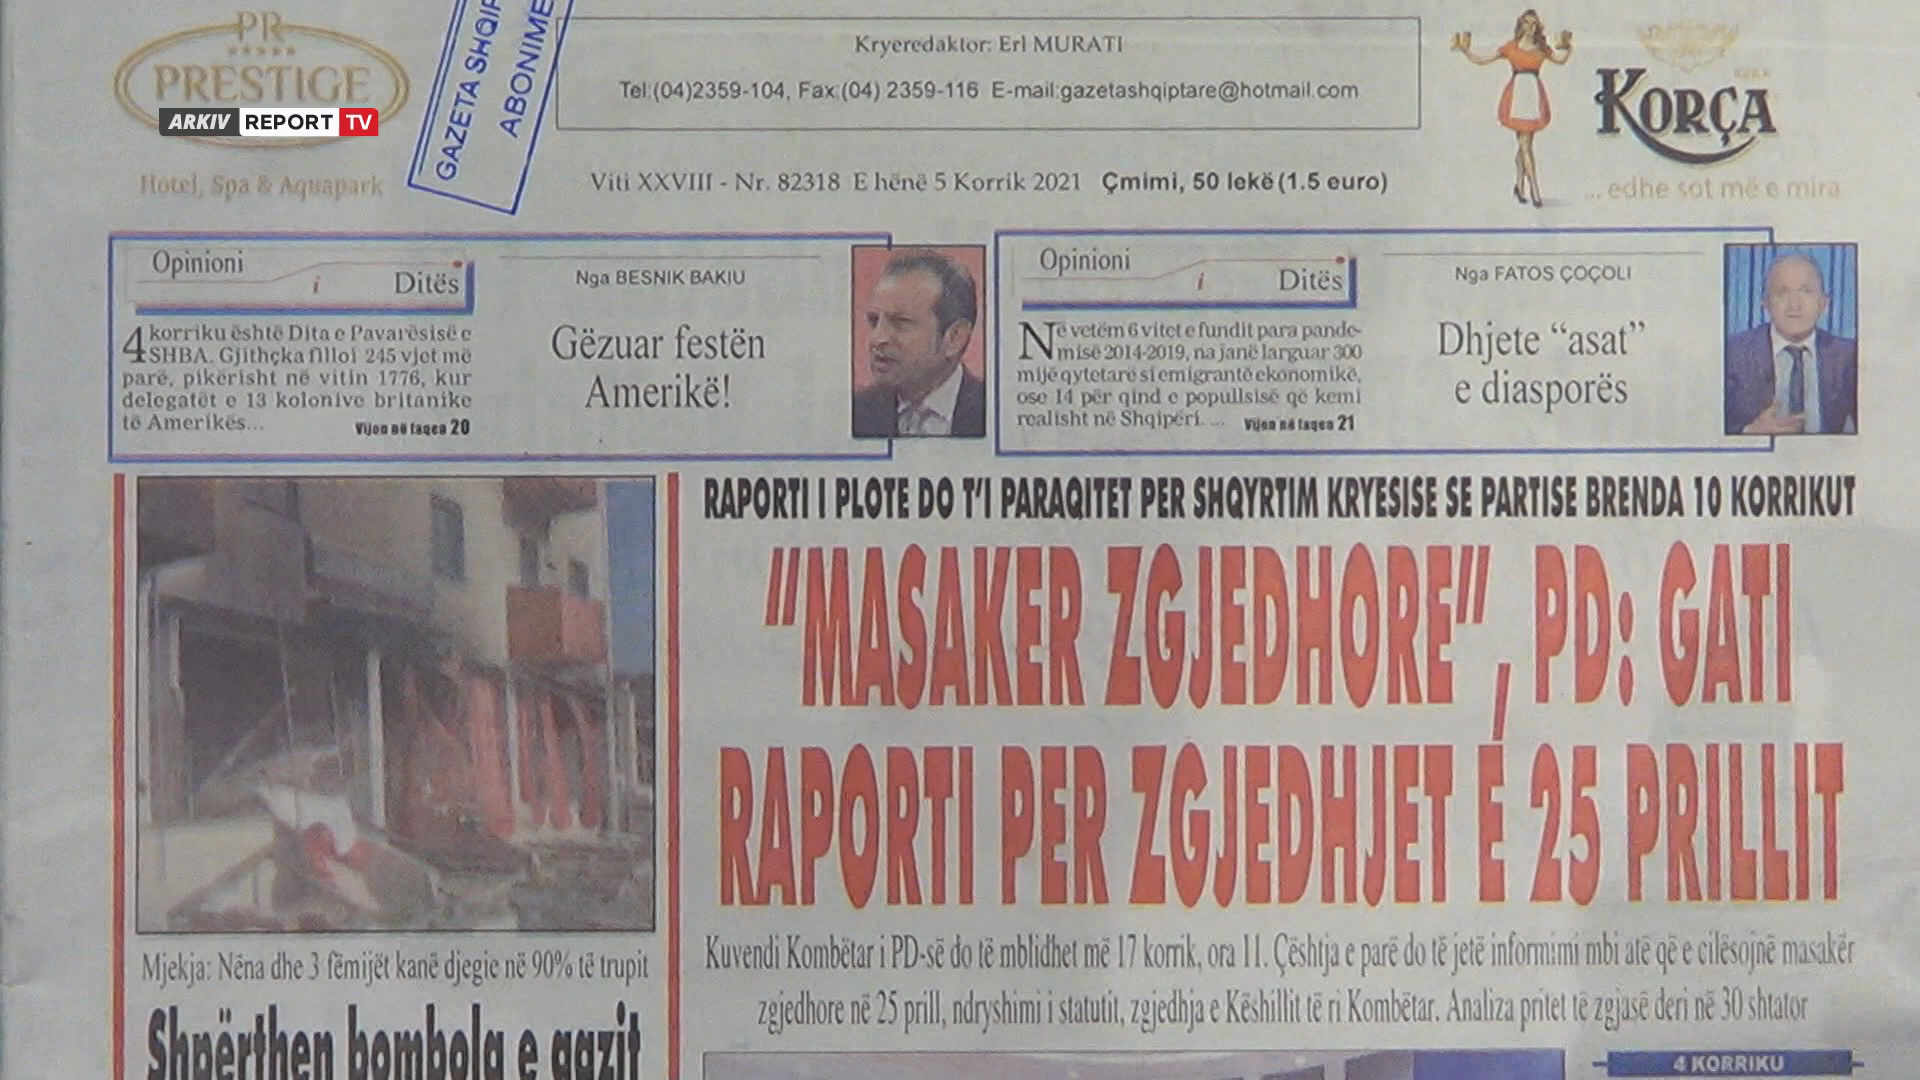 PR
PRESTIGE
ARKIV REPORT TV
Hotel, Spa & Aquapark
GAZETA SHQIP
ABONIME
Kryeredaktor: Erl MURATI
Tel:(04)2359-104, Fax:(04) 2359-116 E-mail:gazetashqiptare@hotmail.com
Viti XXVIII - Nr. 82318 E hënë 5 Korrik 2021 Çmimi, 50 lekë (1.5 euro)
KORÇA
... edhe sot më e mira
Opinioni
i
Ditës
4 korriku është Dita e Pavarësisë e
SHBA. Gjithçka filloi 245 vjet më
parë, pikërisht në vitin 1776, kur
delegatët e 13 kolonive britanike
të Amerikës...
Vijon në faqen 20
Nga BESNIK BAKIU
Gëzuar festën
Amerikë!
Opinioni
i
Ditës
Në vetëm 6 vitet e fundit para pande-
misë 2014-2019, na janë larguar 300
mijë qytetarë si emigrantë ekonomikë,
ose 14 për qind e popullsisë që kemi
realisht në Shqipëri. ...
Vijon në faqen 21
Nga FATOS ÇOÇOLI
Dhjete “asat”
e diasporës
RAPORTI I PLOTE DO T’I PARAQITET PER SHQYRTIM KRYESISE SE PARTISE BRENDA 10 KORRIKUT
“MASAKER ZGJEDHORE”, PD: GATI
RAPORTI PER ZGJEDHJET E 25 PRILLIT
Kuvendi Kombëtar i PD-së do të mblidhet më 17 korrik, ora 11. Çështja e parë do të jetë informimi mbi atë që e cilësojnë masakër
zgjedhore në 25 prill, ndryshimi i statutit, zgjedhja e Këshillit të ri Kombëtar. Analiza pritet të zgjasë deri në 30 shtator
Mjekja: Nëna dhe 3 fëmijët kanë djegie në 90% të trupit
Shpërthen bombola e gazit
4 KORRIKU